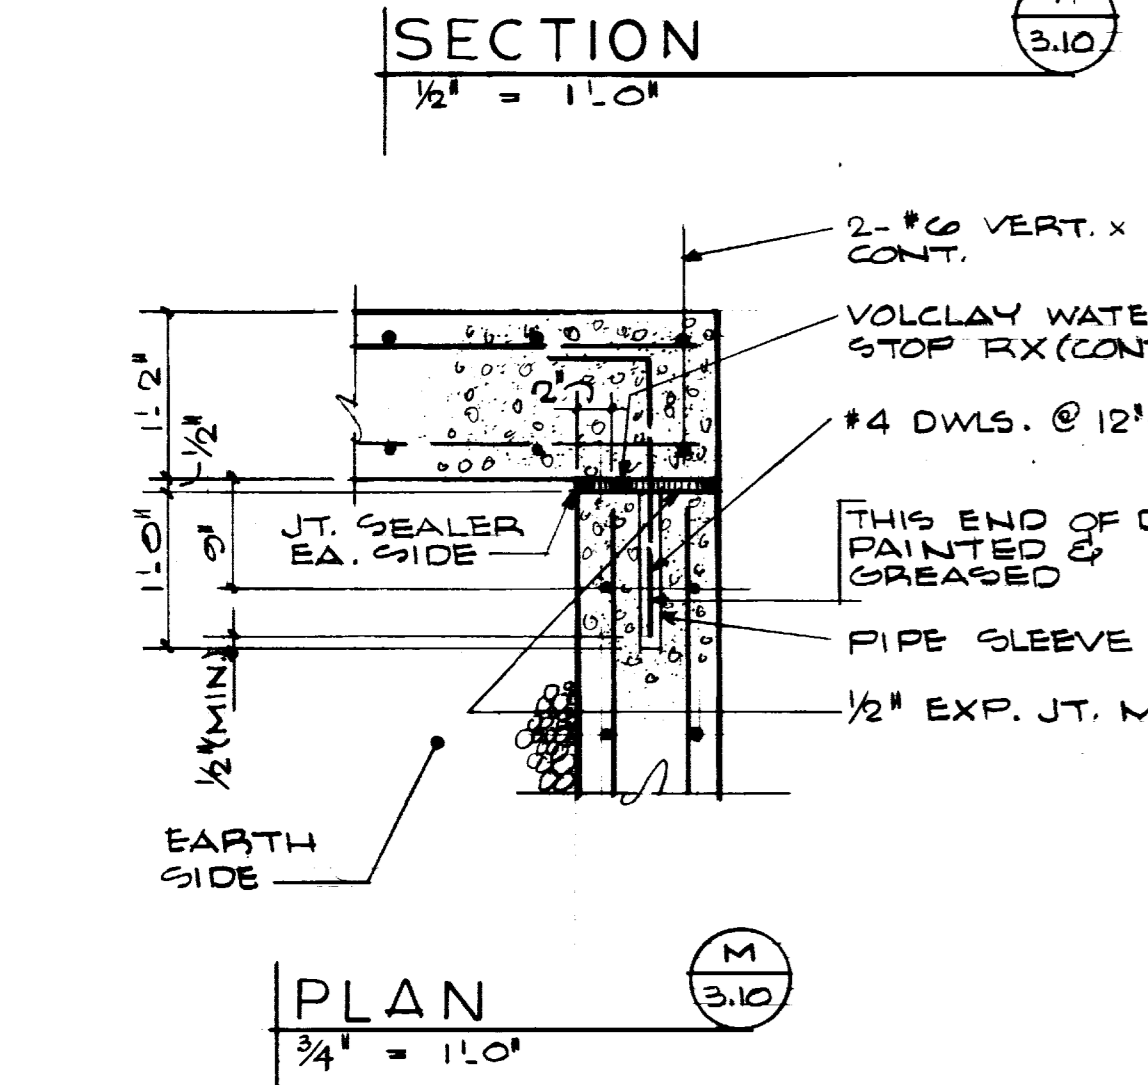 SECTION
3.10
1/2" = 1'-0"
2-#6 VERT. x
CONT.
VOLCLAY WATE
STOP RX (CONT
2"
1'-2"
1/2"
#4 DWLS. @ 12"
JT. SEALER
EA. SIDE
1'-0"
9"
THIS END OF D
PAINTED &
GREASED
PIPE SLEEVE
1/2" (MIN.)
1/2" EXP. JT. M
EARTH
SIDE
M
3.10
PLAN
3/4" = 1'-0"